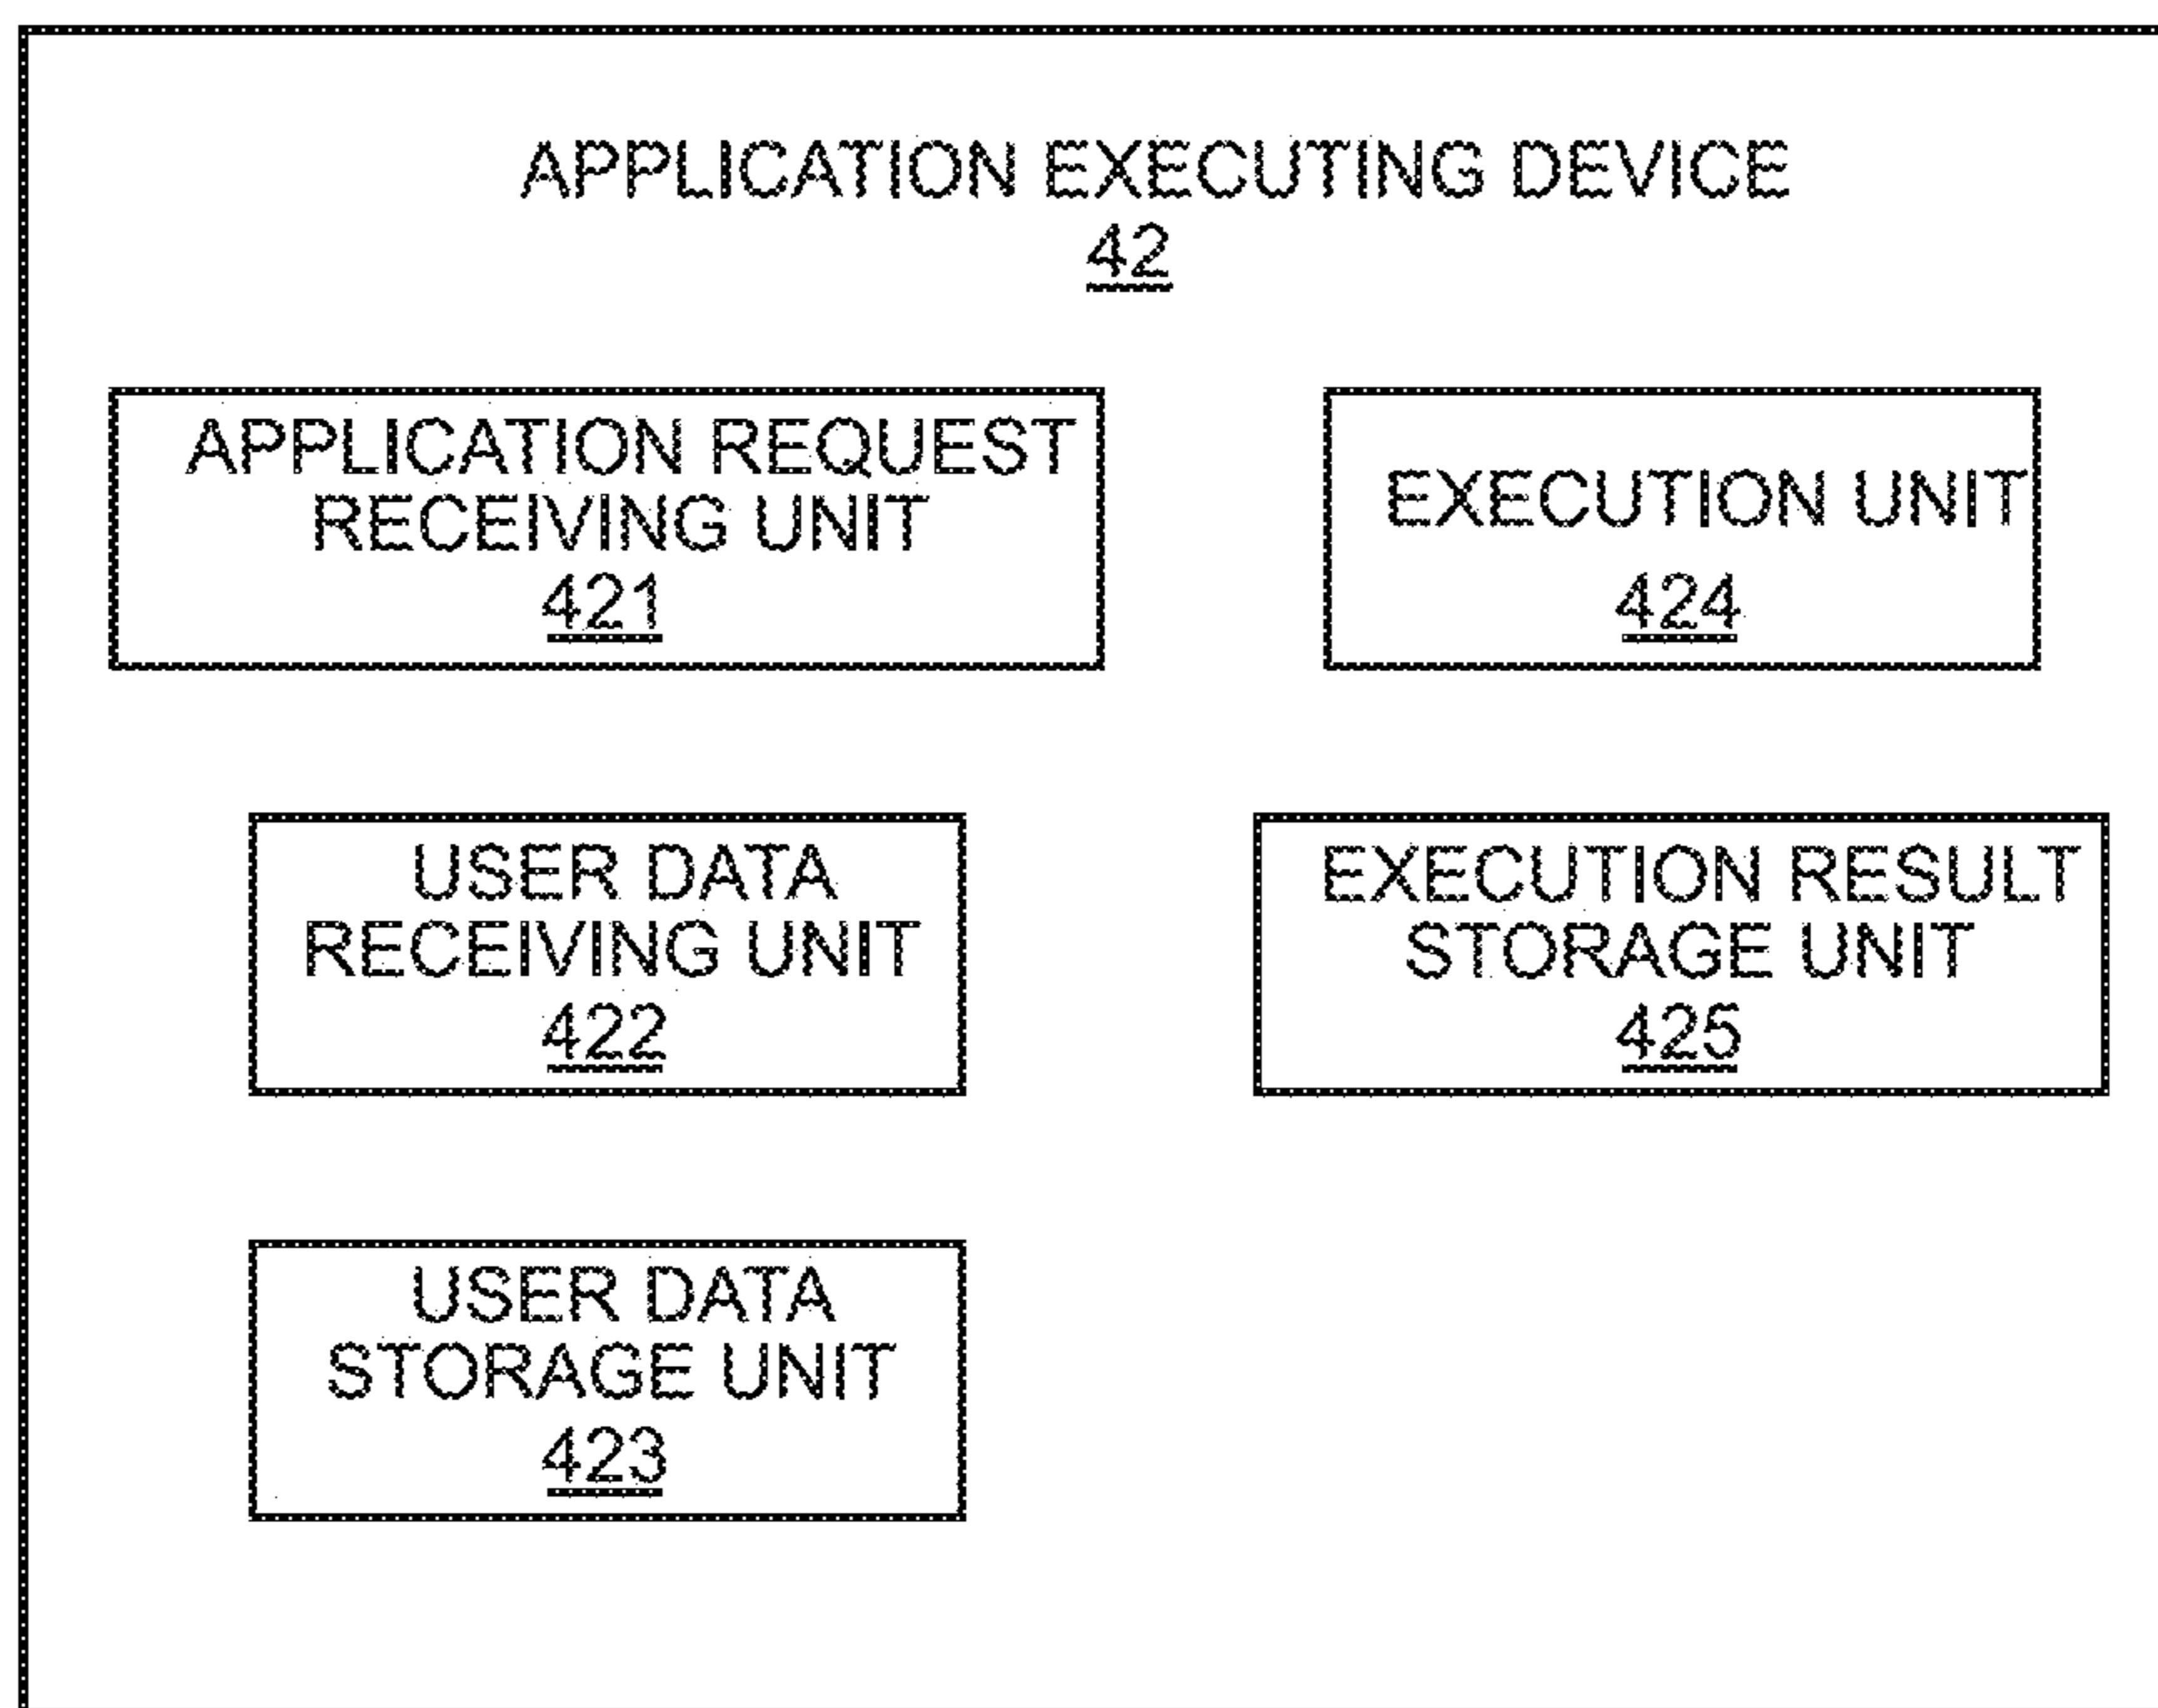 APPLICATION EXECUTING DEVICE
42
APPLICATION REQUEST
RECEIVING UNIT
421
EXECUTION UNIT
424
USER DATA
RECEIVING UNIT
422
EXECUTION RESULT
STORAGE UNIT
425
USER DATA
STORAGE UNIT
423